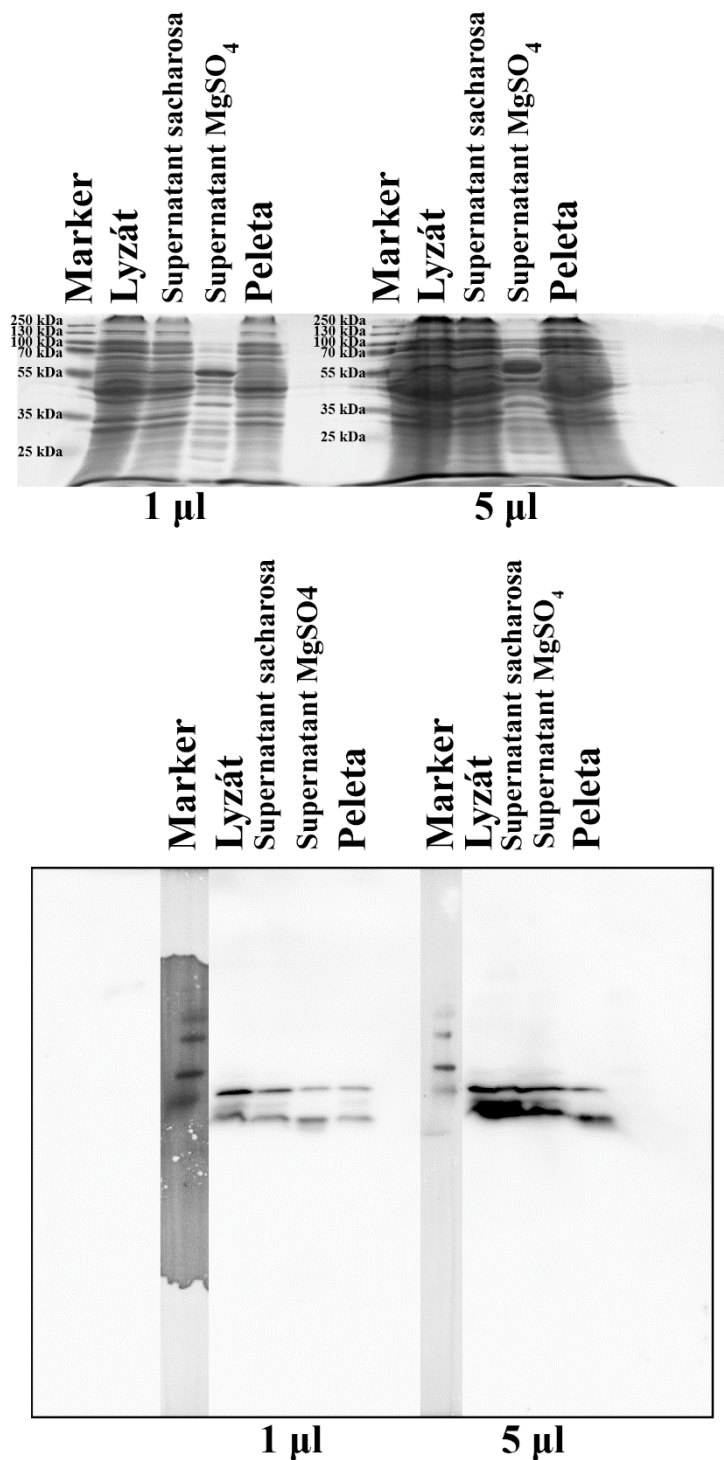 Marker
Lyzát
Supernatant sacharosa
Supernatant MgSO₄
Peleta
Marker
Lyzát
Supernatant sacharosa
Supernatant MgSO₄
Peleta
250 kDa
130 kDa
100 kDa
70 kDa
55 kDa
35 kDa
25 kDa
250 kDa
130 kDa
100 kDa
70 kDa
55 kDa
35 kDa
25 kDa
1 µl
5 µl
Marker
Lyzát
Supernatant sacharosa
Supernatant MgSO4
Peleta
Marker
Lyzát
Supernatant sacharosa
Supernatant MgSO₄
Peleta
1 µl
5 µl